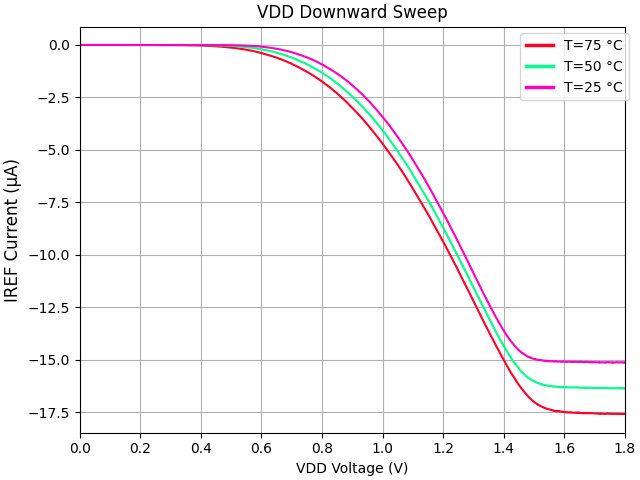 VDD Downward Sweep
IREF Current (μA)
0.0
−2.5
−5.0
−7.5
−10.0
−12.5
−15.0
−17.5
T=75 °C
T=50 °C
T=25 °C
0.0 0.2 0.4 0.6 0.8 1.0 1.2 1.4 1.6 1.8
VDD Voltage (V)